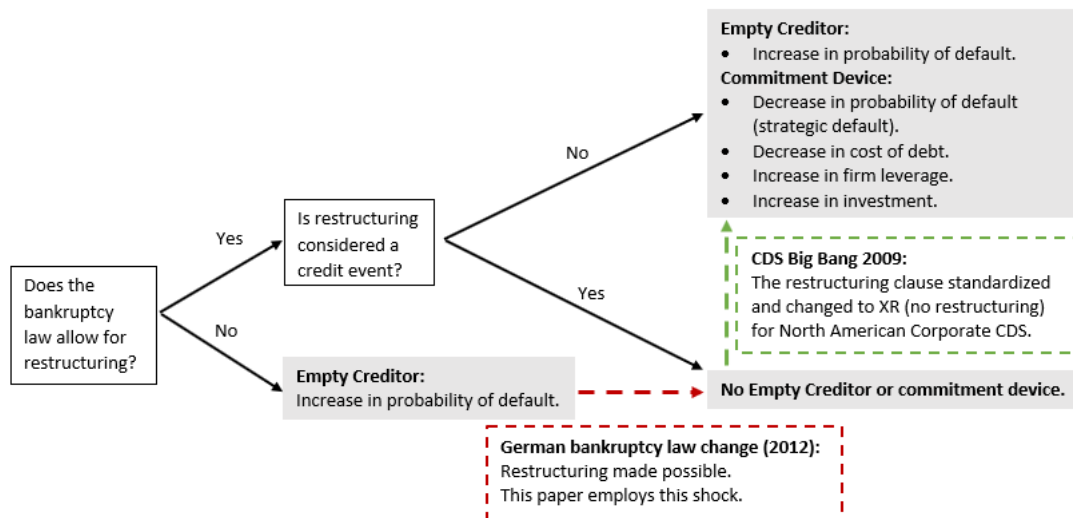 Does the
bankruptcy
law allow for
restructuring?
Yes
No
Is restructuring
considered a
credit event?
No
Yes
Empty Creditor:
Increase in probability of default.
Empty Creditor:
• Increase in probability of default.
Commitment Device:
• Decrease in probability of default
(strategic default).
• Decrease in cost of debt.
• Increase in firm leverage.
• Increase in investment.
CDS Big Bang 2009:
The restructuring clause standardized
and changed to XR (no restructuring)
for North American Corporate CDS.
No Empty Creditor or commitment device.
German bankruptcy law change (2012):
Restructuring made possible.
This paper employs this shock.